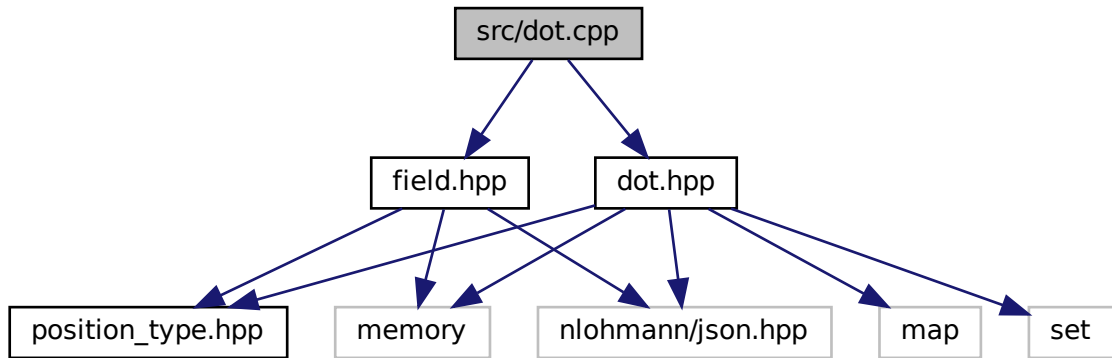 src/dot.cpp
field.hpp
dot.hpp
position_type.hpp
memory
nlohmann/json.hpp
map
set